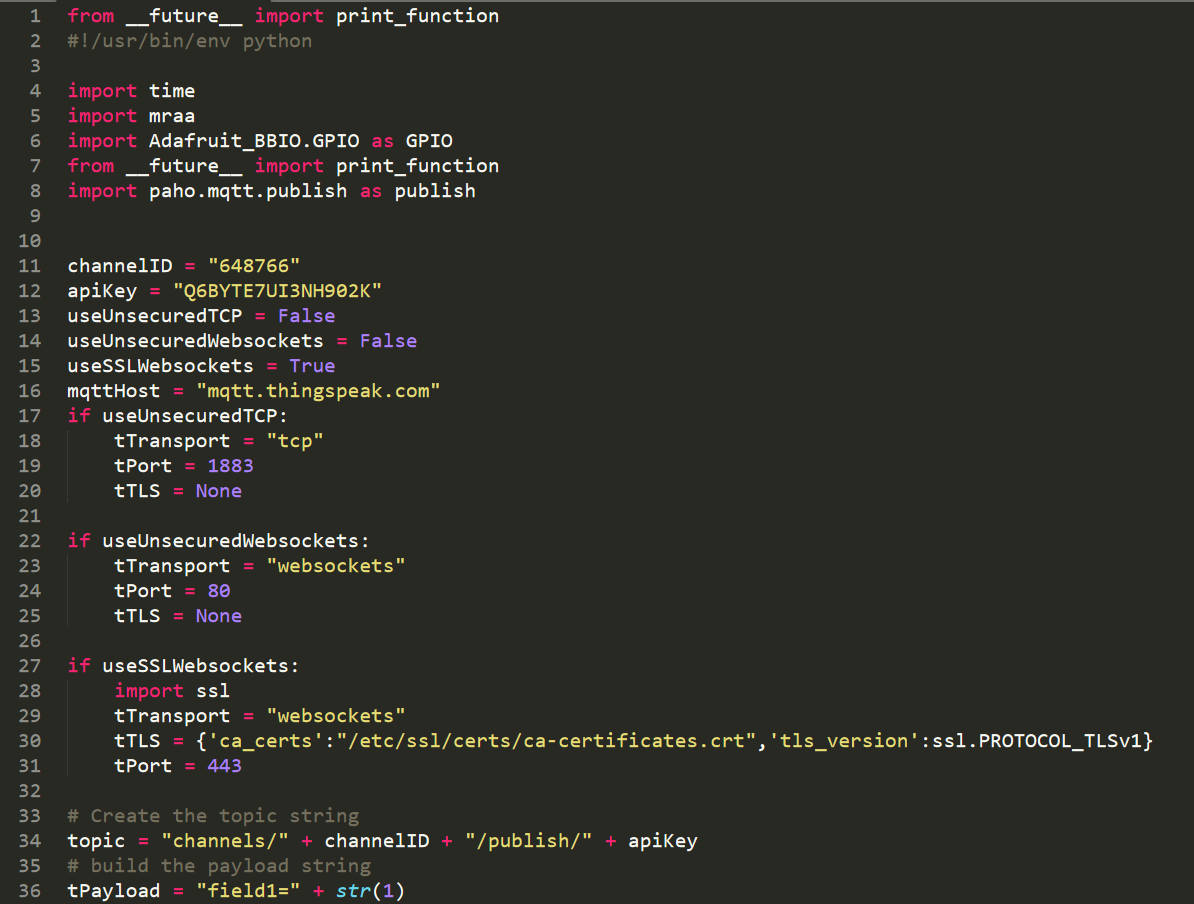 1 from __future__ import print_function
2 #!/usr/bin/env python
3
4 import time
5 import mraa
6 import Adafruit_BBIO.GPIO as GPIO
7 from __future__ import print_function
8 import paho.mqtt.publish as publish
9
10
11 channelID = "648766"
12 apiKey = "Q6BYTE7UI3NH902K"
13 useUnsecuredTCP = False
14 useUnsecuredWebsockets = False
15 useSSLWebsockets = True
16 mqttHost = "mqtt.thingspeak.com"
17 if useUnsecuredTCP:
18     tTransport = "tcp"
19     tPort = 1883
20     tTLS = None
21
22 if useUnsecuredWebsockets:
23     tTransport = "websockets"
24     tPort = 80
25     tTLS = None
26
27 if useSSLWebsockets:
28     import ssl
29     tTransport = "websockets"
30     tTLS = {'ca_certs':"/etc/ssl/certs/ca-certificates.crt",'tls_version':ssl.PROTOCOL_TLSv1}
31     tPort = 443
32
33 # Create the topic string
34 topic = "channels/" + channelID + "/publish/" + apiKey
35 # build the payload string
36 tPayload = "field1=" + str(1)